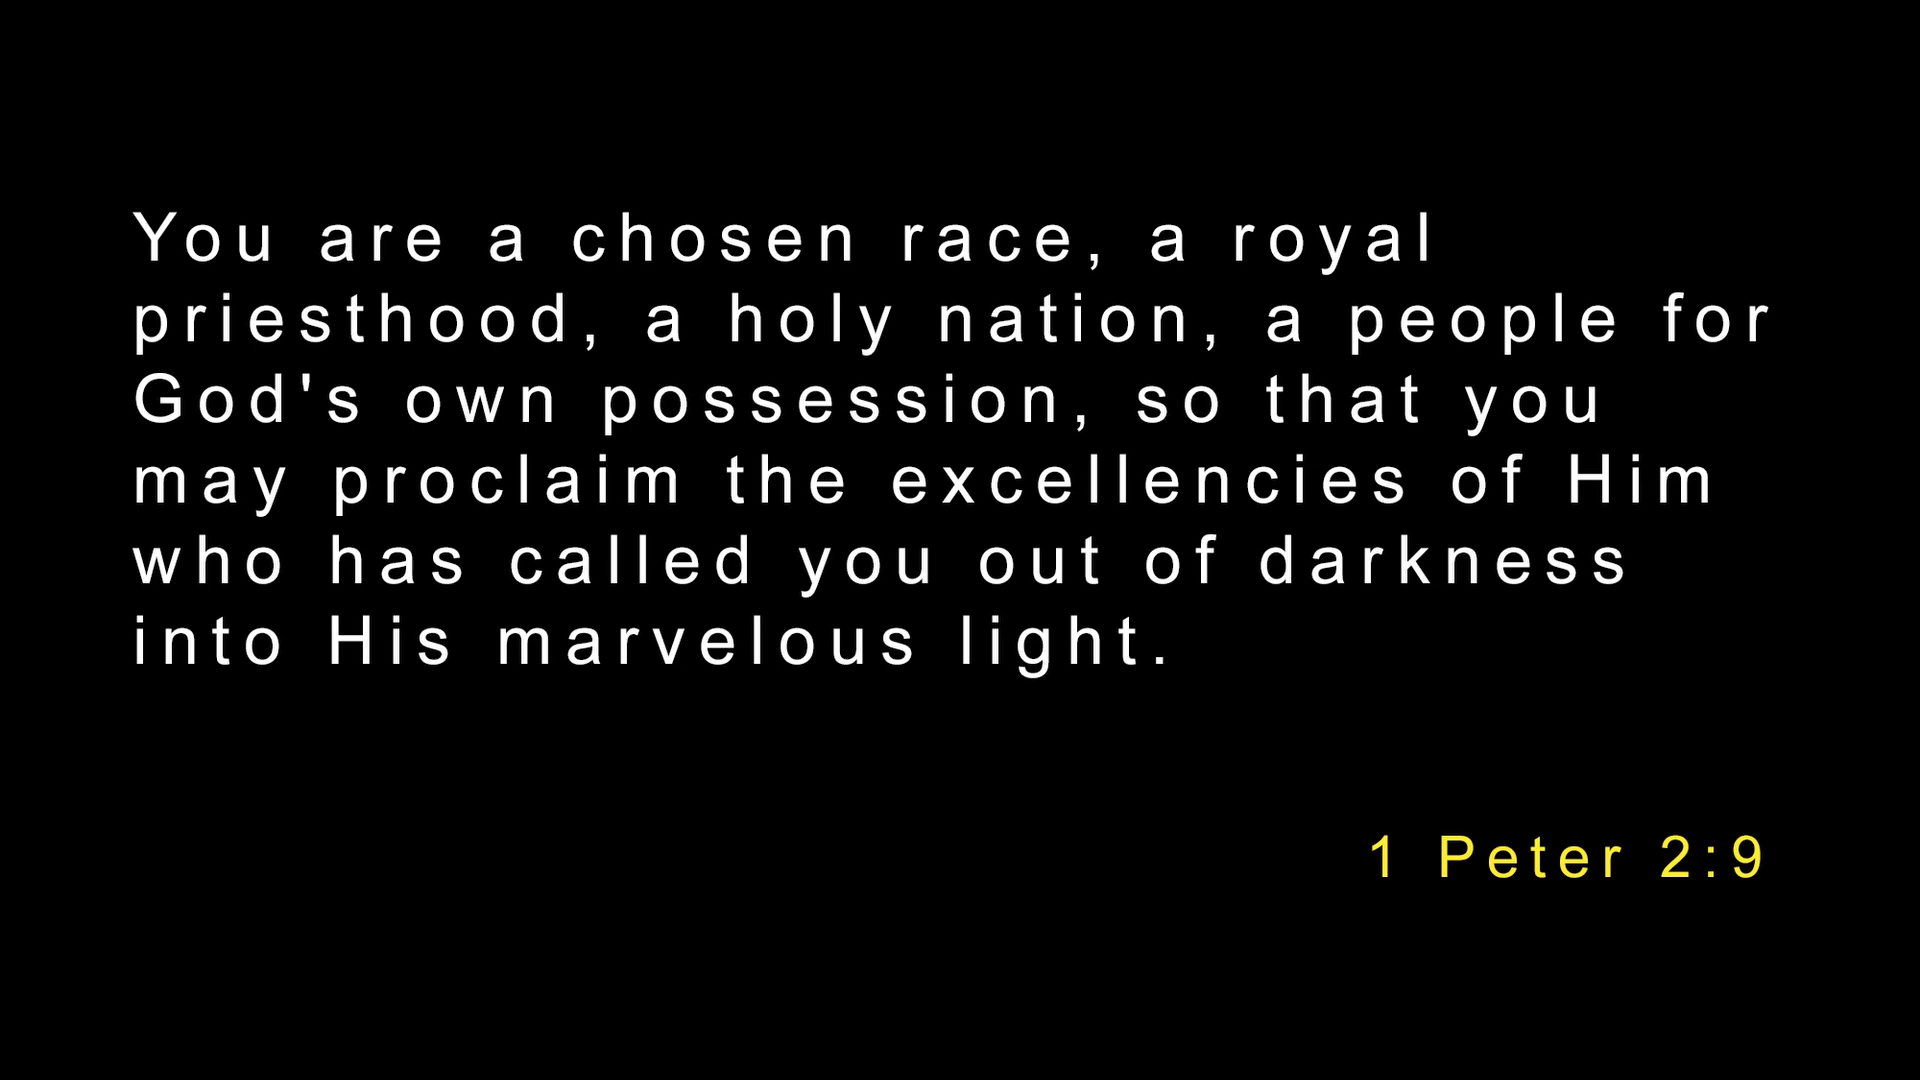 You are a chosen race, a royal
priesthood, a holy nation, a people for
God's own possession, so that you
may proclaim the excellencies of Him
who has called you out of darkness
into His marvelous light.
1 Peter 2:9